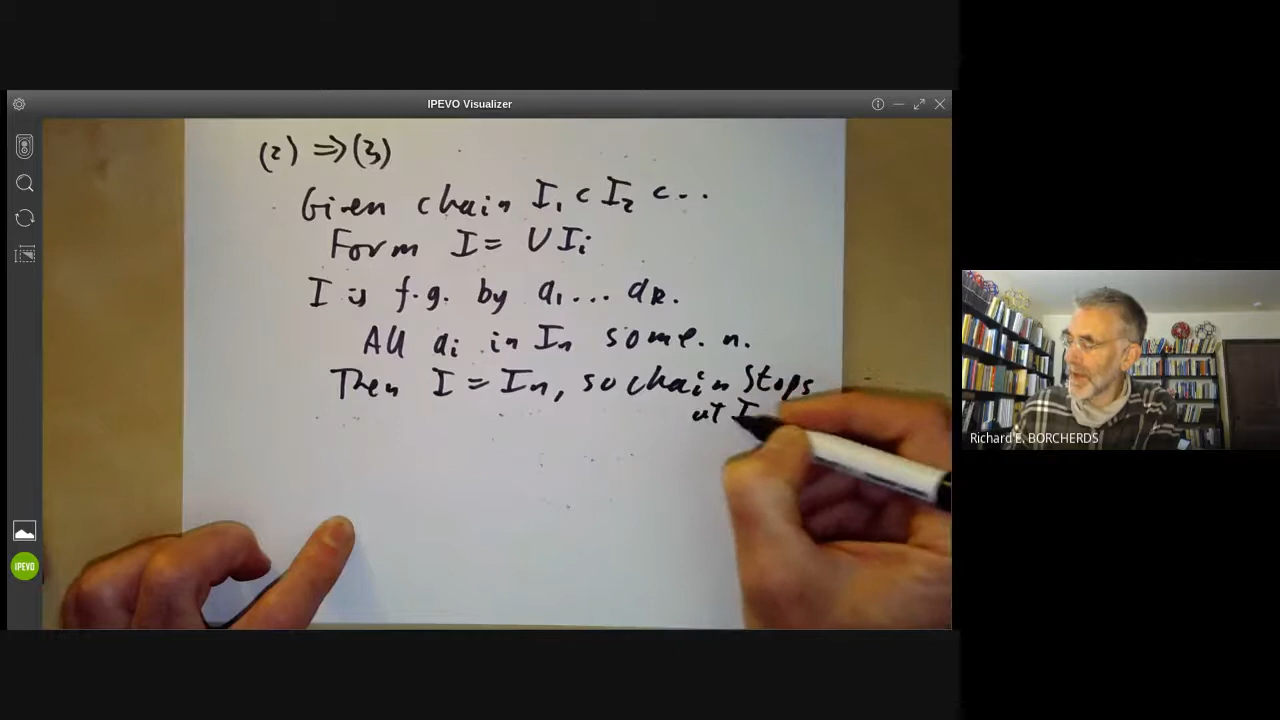 IPEVO Visualizer
(2) ⇒ (3)
Given chain I₁ ⊂ I₂ ⊂ ...
Form I = ∪ Iᵢ
I is f.g. by a₁ ... aₖ.
All aᵢ in Iₙ some n.
Then I = Iₙ, so chain stops
at I
Richard E. BORCHERDS
IPEVO